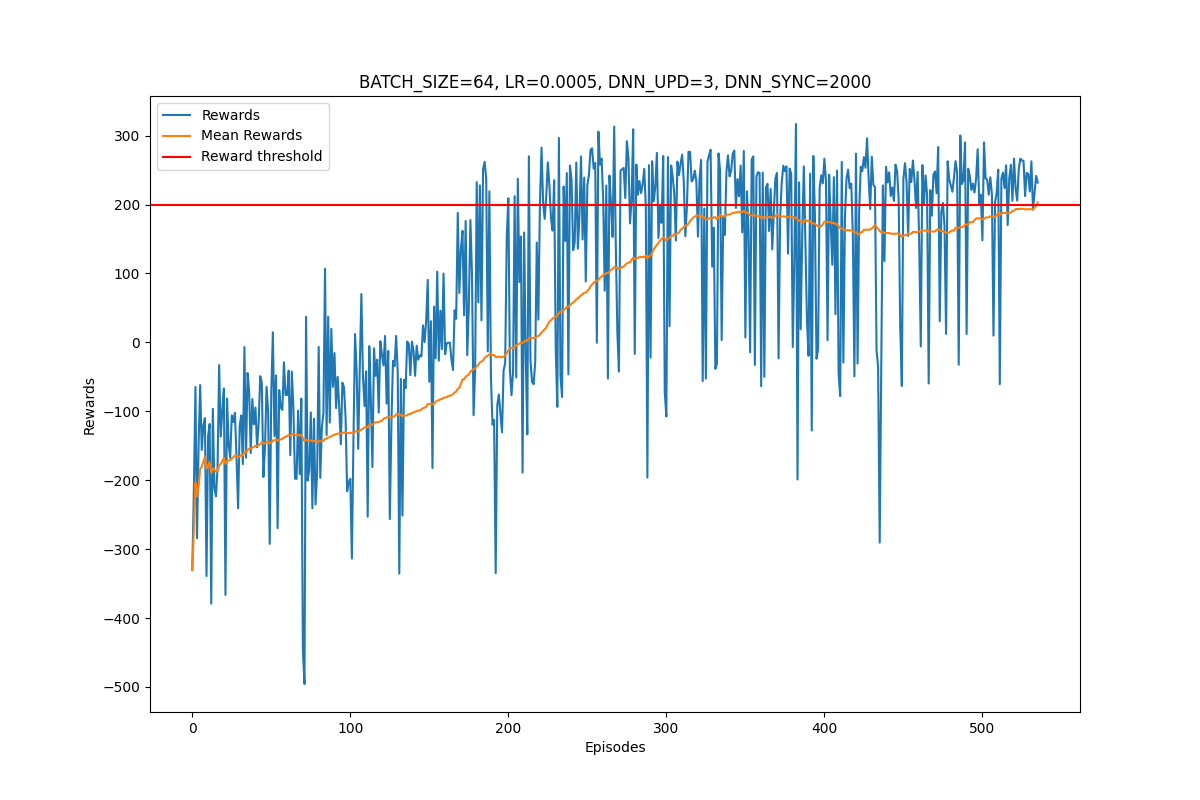 BATCH_SIZE=64, LR=0.0005, DNN_UPD=3, DNN_SYNC=2000
Rewards
Mean Rewards
Reward threshold
300
200
100
0
−100
−200
−300
−400
−500
Rewards
0 100 200 300 400 500
Episodes